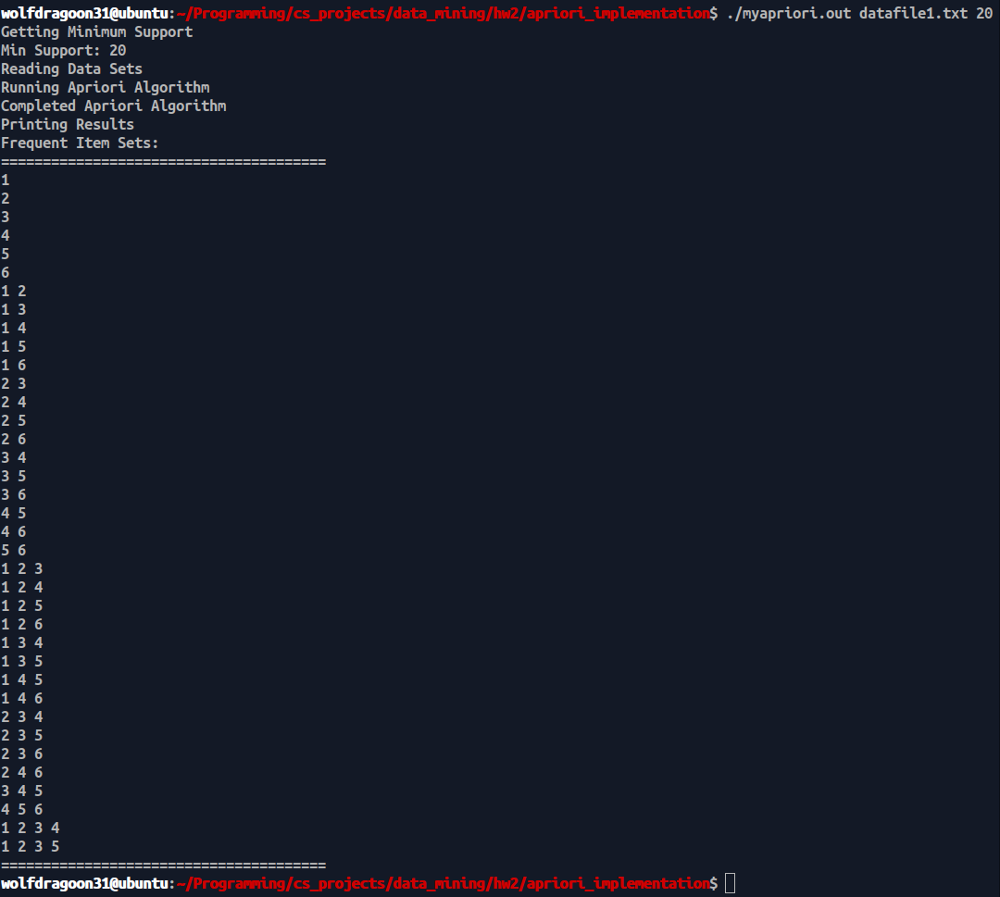 wolfdragoon31@ubuntu:~/Programming/cs_projects/data_mining/hw2/apriori_implementation$ ./myapriori.out datafile1.txt 20
Getting Minimum Support
Min Support: 20
Reading Data Sets
Running Apriori Algorithm
Completed Apriori Algorithm
Printing Results
Frequent Item Sets:
=======================================
1
2
3
4
5
6
1 2
1 3
1 4
1 5
1 6
2 3
2 4
2 5
2 6
3 4
3 5
3 6
4 5
4 6
5 6
1 2 3
1 2 4
1 2 5
1 2 6
1 3 4
1 3 5
1 4 5
1 4 6
2 3 4
2 3 5
2 3 6
2 4 6
3 4 5
4 5 6
1 2 3 4
1 2 3 5
=======================================
wolfdragoon31@ubuntu:~/Programming/cs_projects/data_mining/hw2/apriori_implementation$